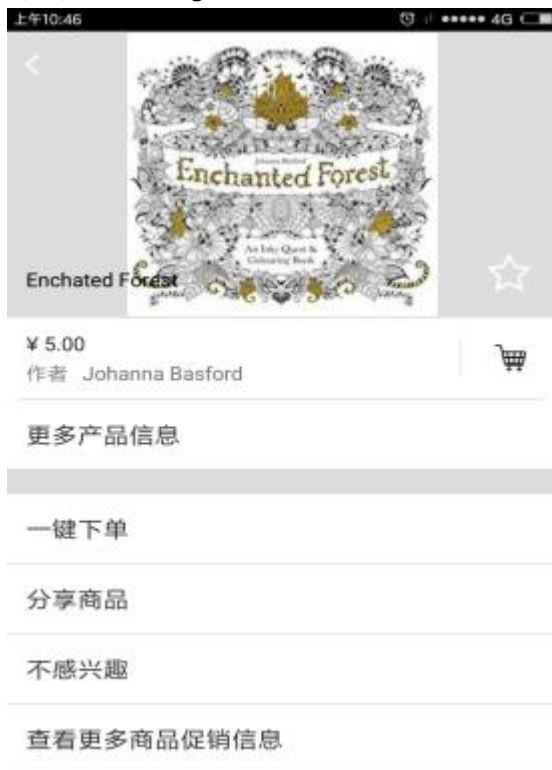 上午10:46
4G
Johanna Basford
Enchanted Forest
An Inky Quest &
Colouring Book
Enchated Forest
¥ 5.00
作者 Johanna Basford
更多产品信息
一键下单
分享商品
不感兴趣
查看更多商品促销信息